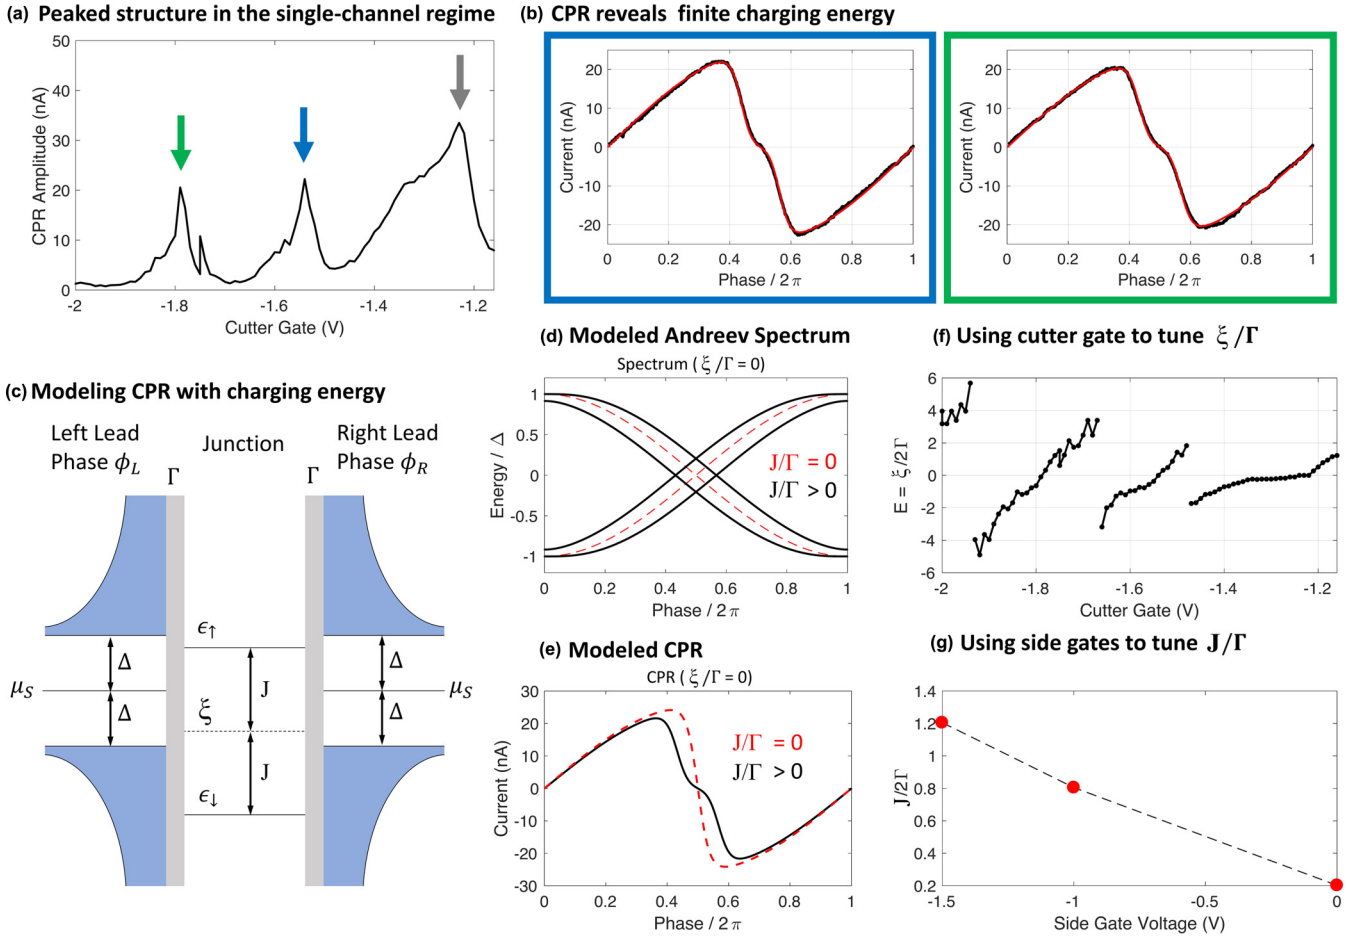 (a) Peaked structure in the single-channel regime
50
40
30
20
10
0
CPR Amplitude (nA)
-2
-1.8
-1.6
-1.4
-1.2
Cutter Gate (V)
(b) CPR reveals finite charging energy
20
10
0
-10
-20
Current (nA)
0
0.2
0.4
0.6
0.8
1
Phase / 2 π
20
10
0
-10
-20
Current (nA)
0
0.2
0.4
0.6
0.8
1
Phase / 2 π
(c) Modeling CPR with charging energy
Left Lead
Phase ϕL
Junction
Right Lead
Phase ϕR
Γ
Γ
ϵ↑
Δ
J
Δ
μS
ξ
μS
Δ
J
Δ
ϵ↓
(d) Modeled Andreev Spectrum
Spectrum ( ξ /Γ = 0)
1
0.5
0
-0.5
-1
Energy / Δ
J/Γ = 0
J/Γ > 0
0
0.2
0.4
0.6
0.8
1
Phase / 2 π
(e) Modeled CPR
CPR ( ξ /Γ = 0)
30
20
10
0
-10
-20
-30
Current (nA)
J/Γ = 0
J/Γ > 0
0
0.2
0.4
0.6
0.8
1
Phase / 2 π
(f) Using cutter gate to tune ξ /Γ
6
4
2
0
-2
-4
-6
E = ξ/2Γ
-2
-1.8
-1.6
-1.4
-1.2
Cutter Gate (V)
(g) Using side gates to tune J/Γ
1.4
1.2
1
0.8
0.6
0.4
0.2
J/2Γ
-1.5
-1
-0.5
0
Side Gate Voltage (V)